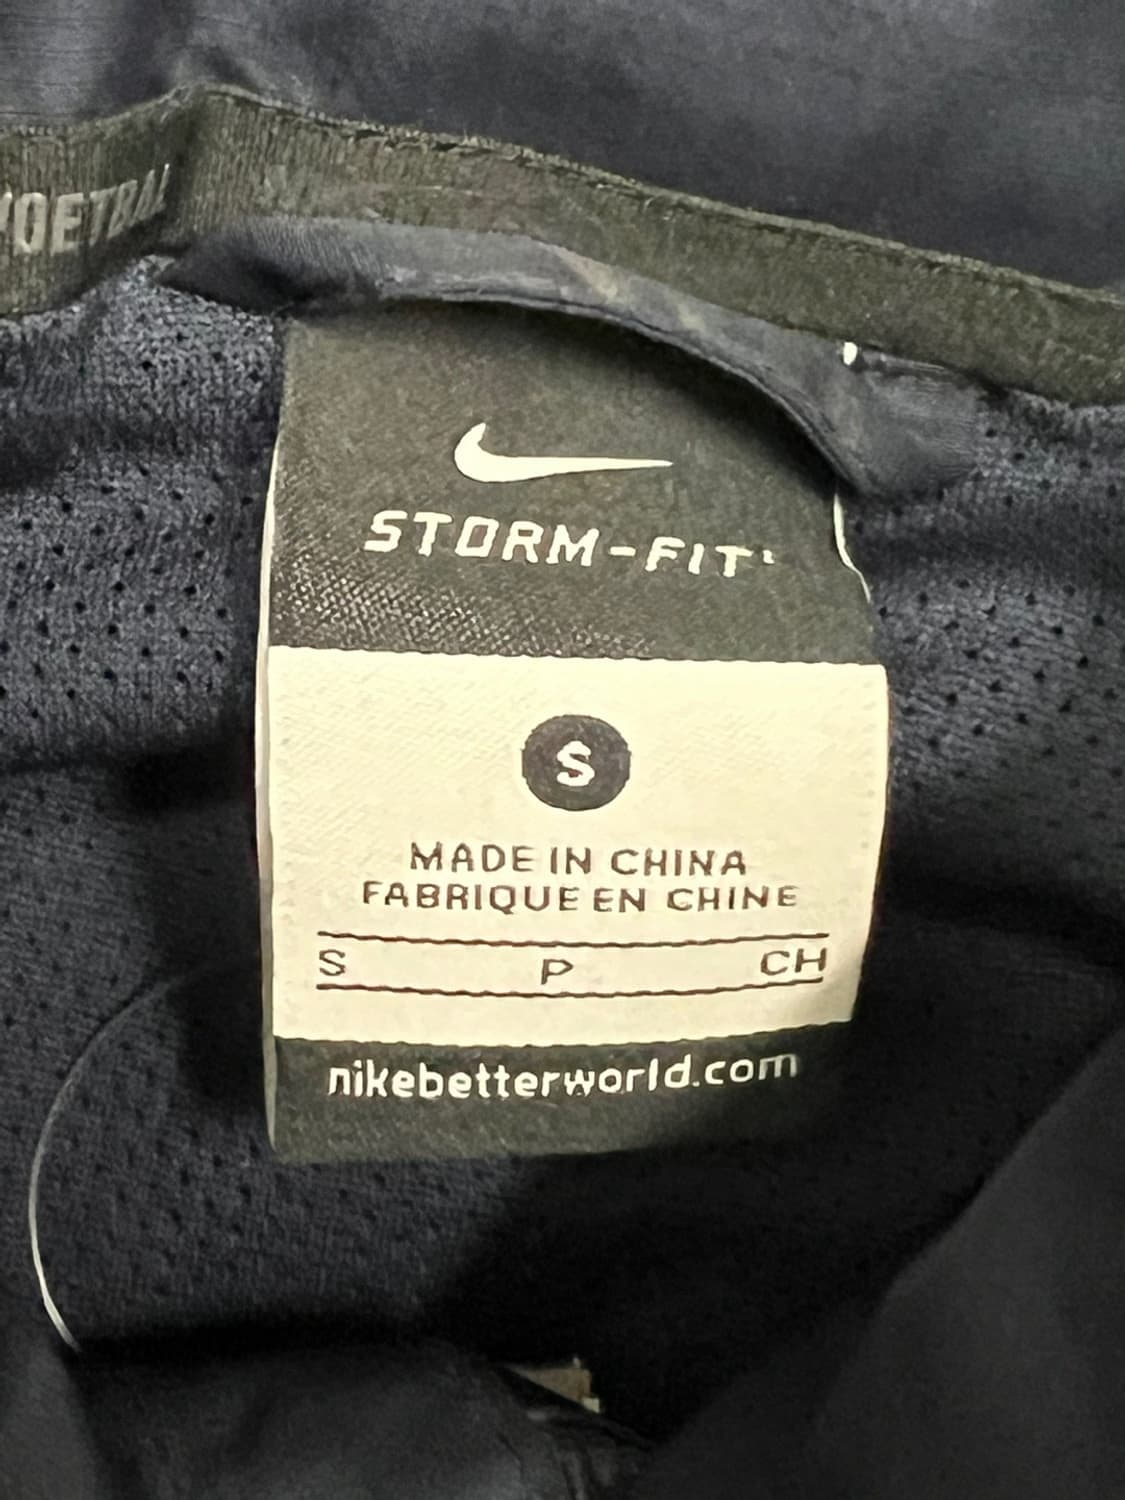 STORM-FIT
S
MADE IN CHINA
FABRIQUE EN CHINE
S P CH
nikebetterworld.com